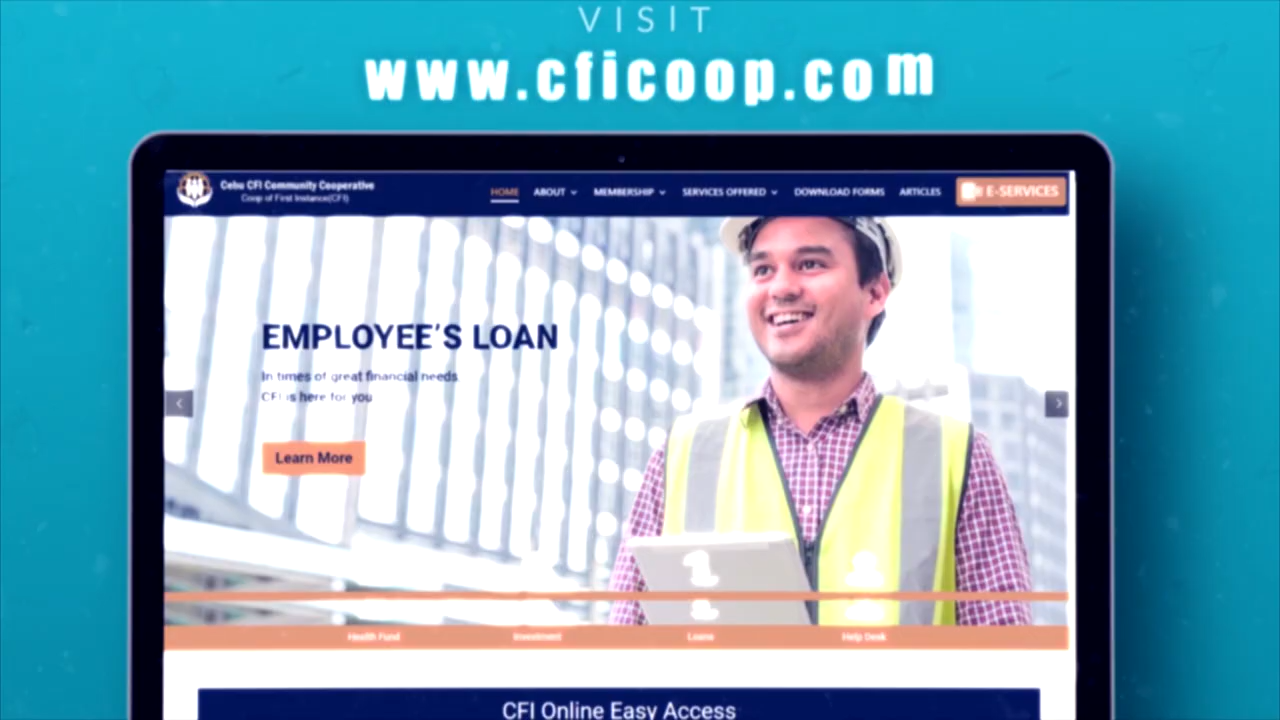 VISIT
www.cficoop.com
Cebu CFI Community Cooperative
Coop of First Instance(CFI)
HOME ABOUT MEMBERSHIP SERVICES OFFERED DOWNLOAD FORMS ARTICLES E-SERVICES
EMPLOYEE'S LOAN
In times of great financial needs
CFI is here for you
Learn More
Health Fund Investment Loans Help Desk
CFI Online Easy Access